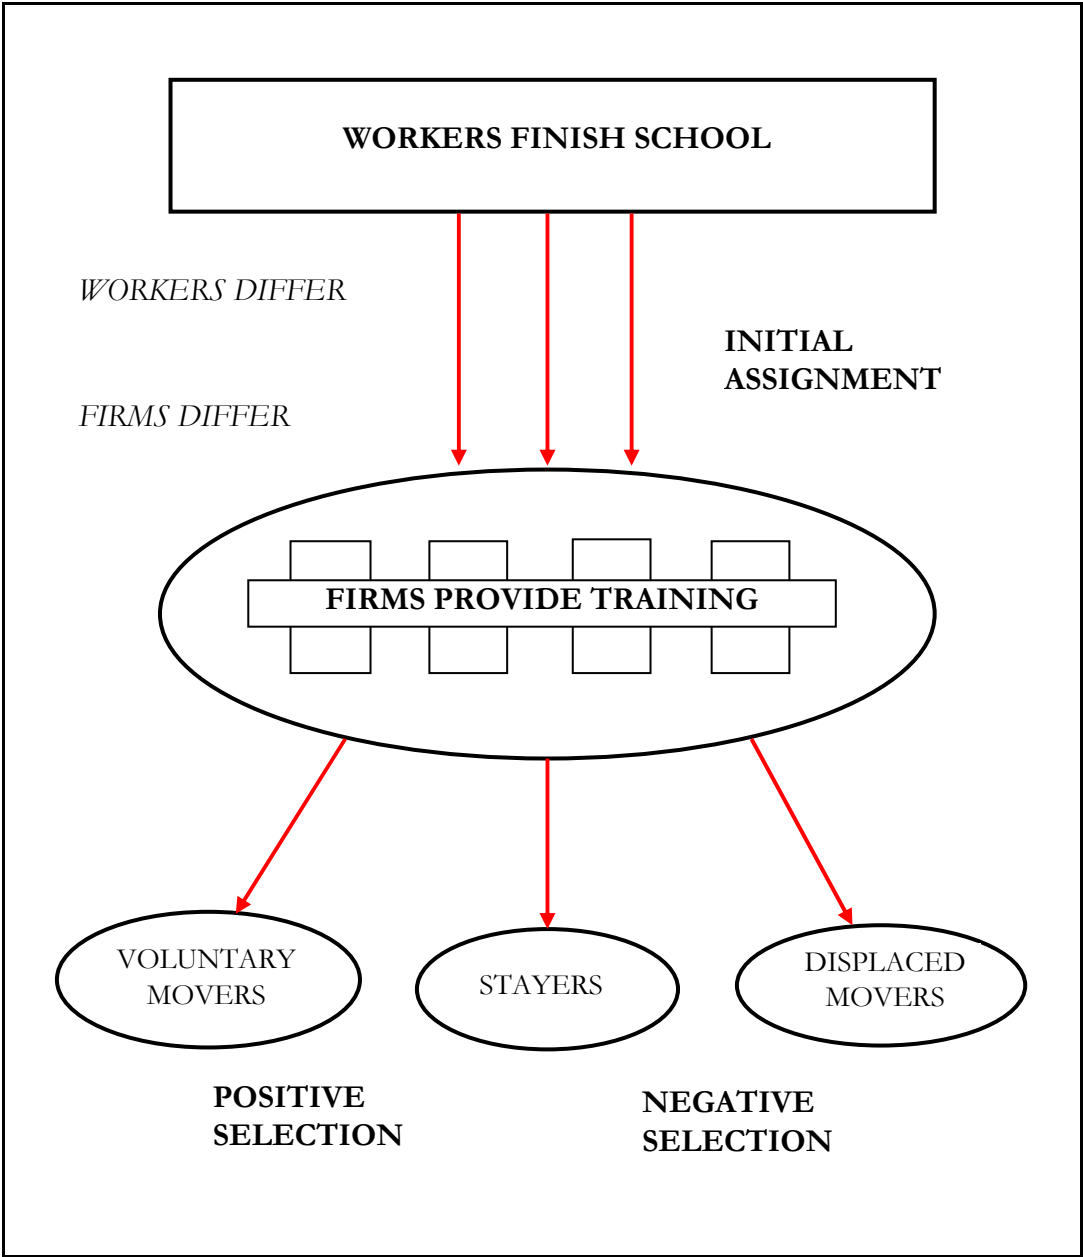 WORKERS FINISH SCHOOL
WORKERS DIFFER
INITIAL
ASSIGNMENT
FIRMS DIFFER
FIRMS PROVIDE TRAINING
VOLUNTARY
MOVERS
STAYERS
DISPLACED
MOVERS
POSITIVE
SELECTION
NEGATIVE
SELECTION